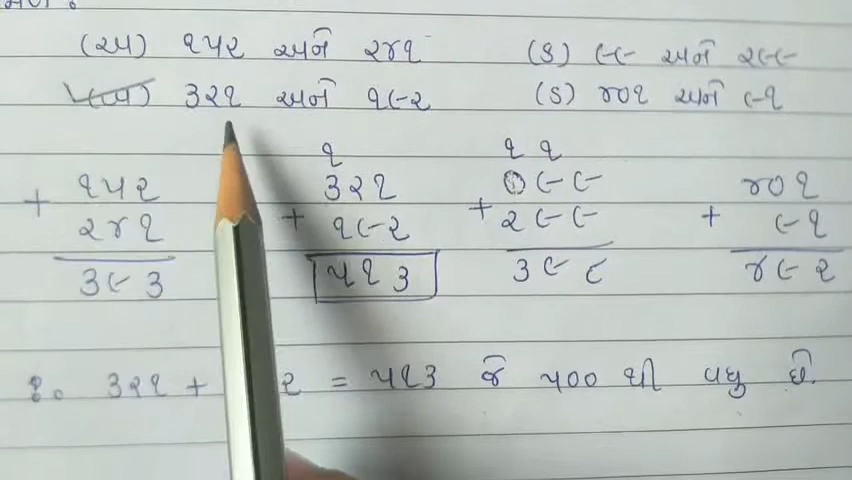 (અ) ૧૫૨ અને ૨૪૧ (ક) ૯૯ અને ૨૯૯
(બ) ૩૨૧ અને ૧૯૨ (ડ) ૪૦૧ અને ૯૧
૧ ૧ ૧
+ ૧૫૨ ૩૨૧ + ૦૯૯ + ૪૦૧
૨૪૧ + ૧૯૨ ૨૯૯ ૯૧
૩૯૩ ૫૧૩ ૩૯૮ ૪૯૨
૩૨૧ + ૨ = ૫૧૩ જે ૫૦૦ થી વધુ છે.